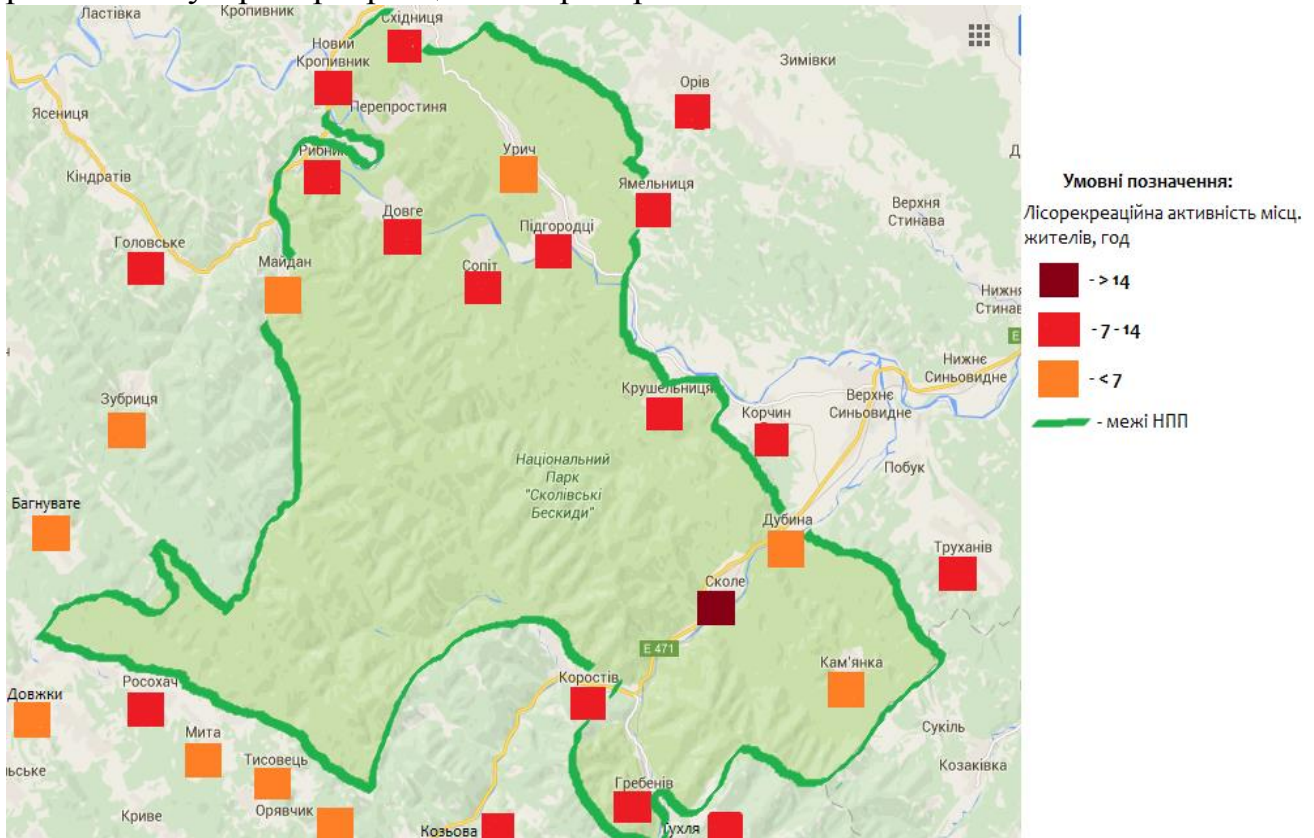 Ластівка
Кропивник
Східниця
Новий
Кропивник
Зимівки
Орів
Перепростиня
Ясениця
Рибник
Урич
Кіндратів
Ямельниця
Довге
Верхня
Стинава
Підгородці
Головське
Майдан
Сопіт
Нижня
Нижнє
Синьовидне
Зубриця
Крушельниця
Корчин
Верхнє
Синьовидне
Національний
Парк
"Сколівські
Бескиди"
Побук
Багнувате
Дубина
Труханів
Сколе
E 471
Кам'янка
Коростів
Росохач
Довжки
Мита
Сукіль
Тисовець
Козаківка
Гребенів
Орявчик
Криве
Козьова
Тухля
Умовні позначення:
Лісорекреаційна активність місц.
жителів, год
- > 14
- 7 - 14
- < 7
- межі НПП